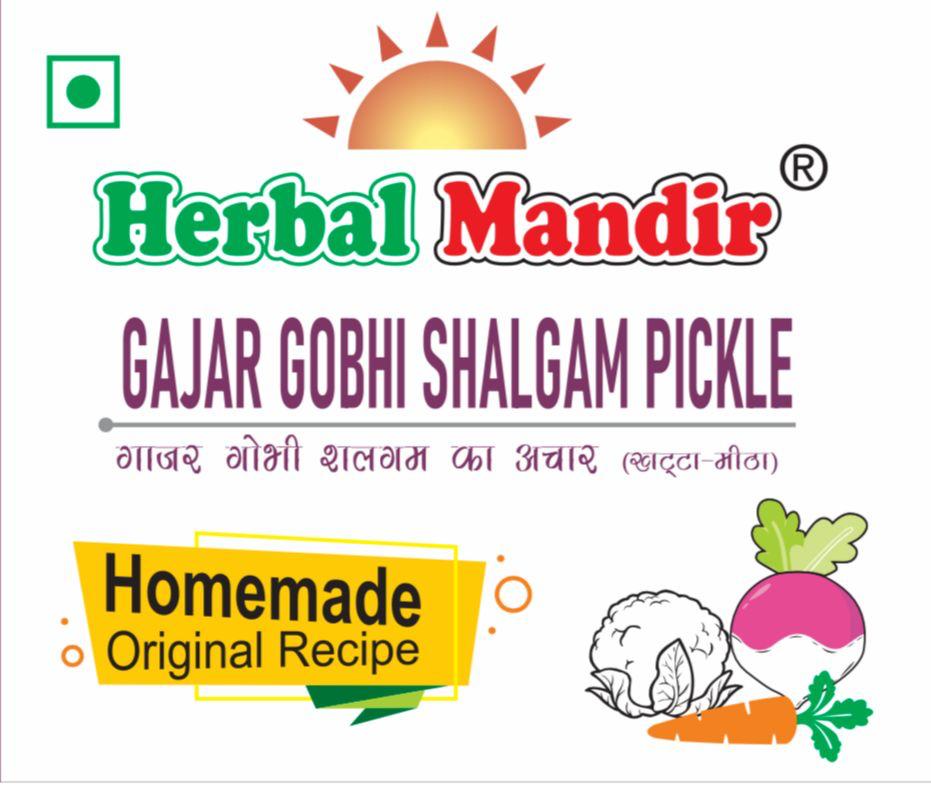 Herbal Mandir ®
GAJAR GOBHI SHALGAM PICKLE
गाजर गोभी शलगम का अचार (खट्टा-मीठा)
Homemade
Original Recipe